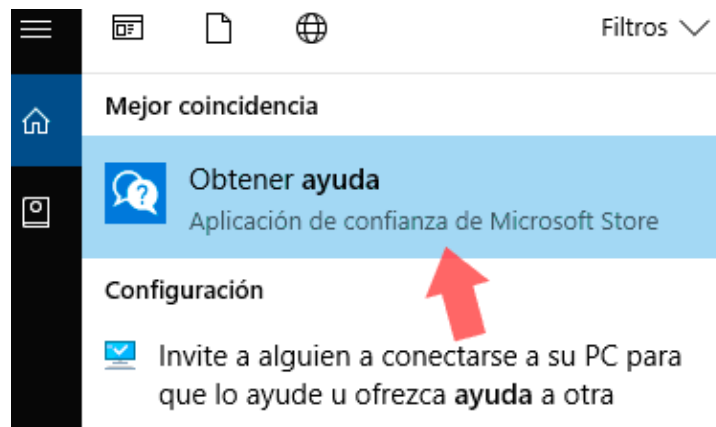 Filtros
Mejor coincidencia
Obtener ayuda
Aplicación de confianza de Microsoft Store
Configuración
Invite a alguien a conectarse a su PC para
que lo ayude u ofrezca ayuda a otra